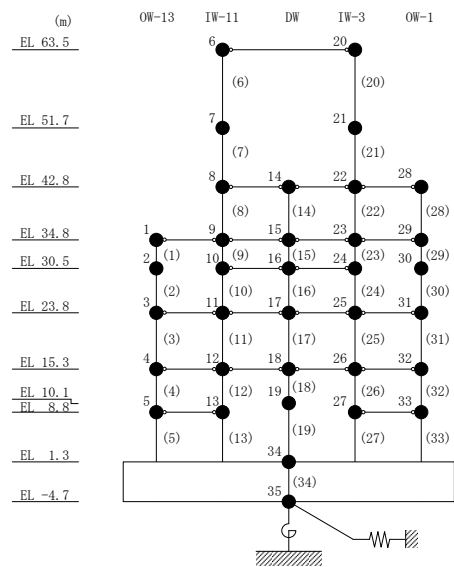 (m) OW-13 IW-11 DW IW-3 OW-1
EL 63.5 6 20
(6) (20)
EL 51.7 7 21
(7) (21)
EL 42.8 8 14 22 28
(8) (14) (22) (28)
EL 34.8 1 9 15 23 29
(1) (9) (15) (23) (29)
EL 30.5 2 10 16 24 30
(2) (10) (16) (24) (30)
EL 23.8 3 11 17 25 31
(3) (11) (17) (25) (31)
EL 15.3 4 12 18 26 32
(4) (12) (18) (26) (32)
EL 10.1 19
EL 8.8 5 13 27 33
(5) (13) (19) (27) (33)
EL 1.3 34
(34)
EL -4.7 35